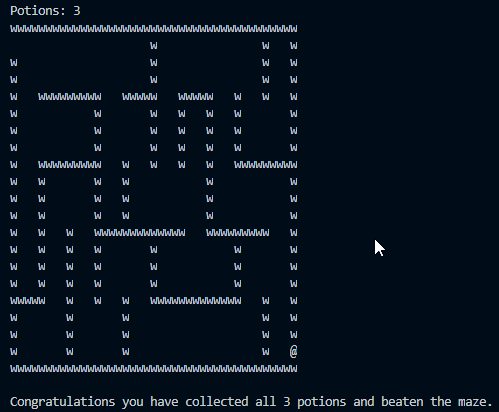 Potions: 3
wwwwwwwwwwwwwwwwwwwwwwwwwwwwwwwwwwwwwwwww
                    w               w   w
w                   w               w   w
w                   w               w   w
w   wwwwwwwww   wwwww   wwwww   w   w   w
w           w       w   w   w   w       w
w           w       w   w   w   w       w
w           w       w   w   w   w       w
w   wwwwwwwww   w   w   w   w   wwwwwwwww
w   w       w   w           w           w
w   w       w   w           w           w
w   w       w   w           w           w
w   w   w   wwwwwwwwwwwww   wwwwwwwww   w
w   w   w   w       w           w       w
w   w   w   w       w           w       w
w   w   w   w       w           w       w
wwwww   w   w   w   wwwwwwwwwwwww   w   w
w       w       w                   w   w
w       w       w                   w   w
w       w       w                   w   @
wwwwwwwwwwwwwwwwwwwwwwwwwwwwwwwwwwwwwwwww
Congratulations you have collected all 3 potions and beaten the maze.